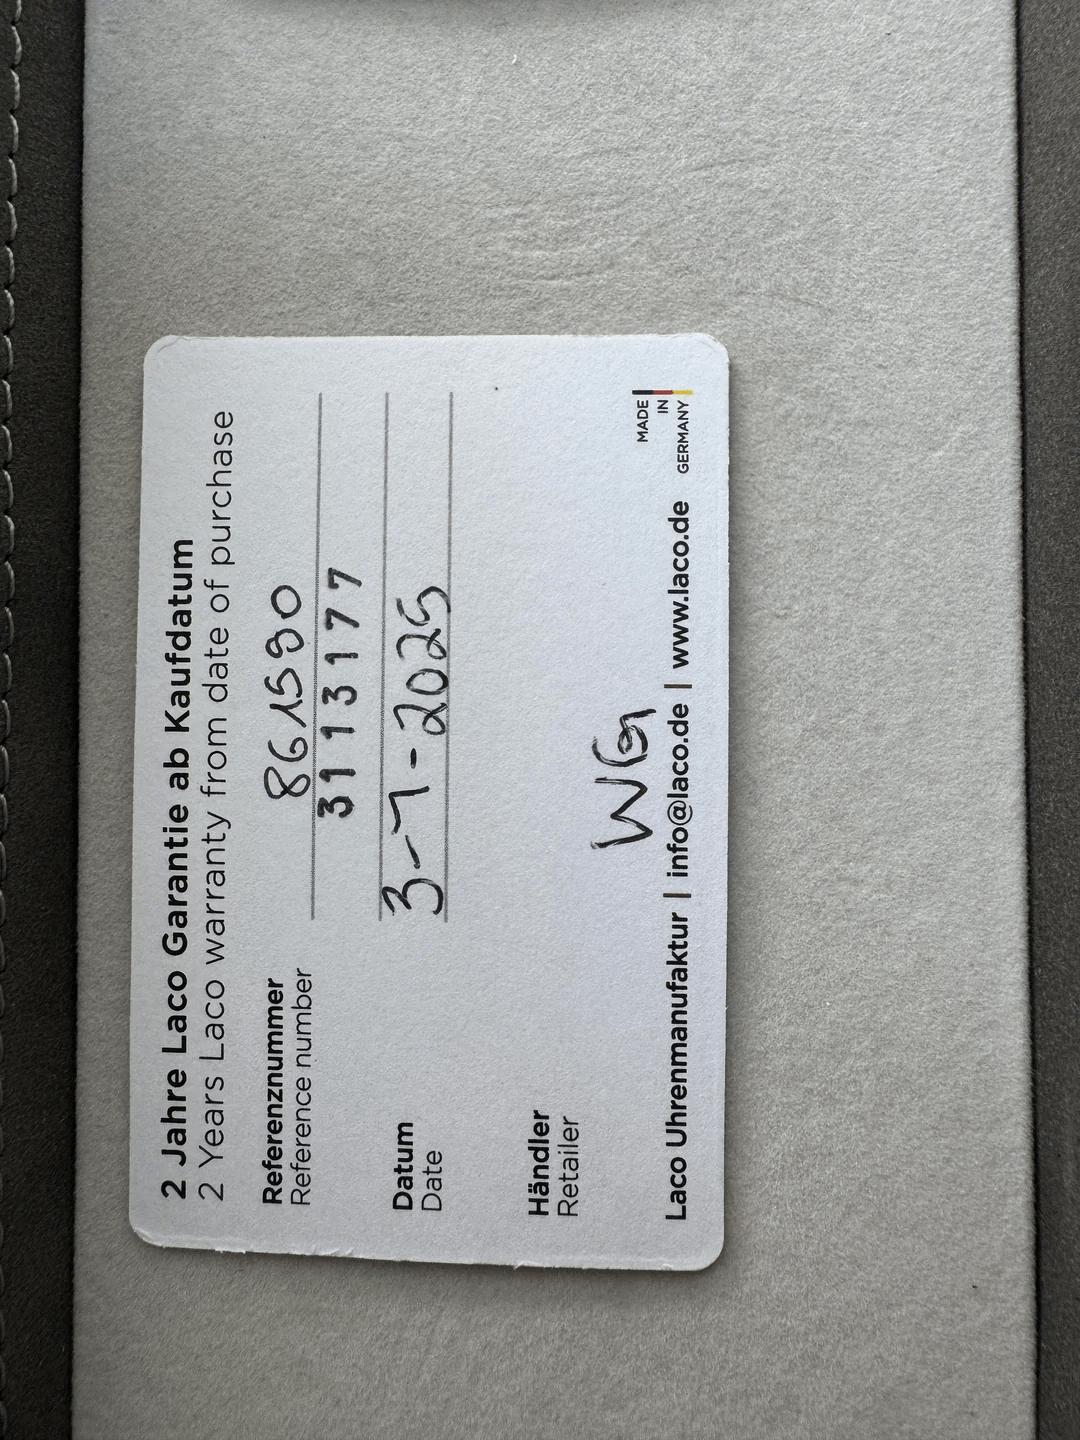 2 Jahre Laco Garantie ab Kaufdatum
2 Years Laco warranty from date of purchase
Referenznummer
Reference number
861590
3113177
Datum
Date
3-1-2025
Händler
Retailer
WG
Laco Uhrenmanufaktur | info@laco.de | www.laco.de
MADE
IN
GERMANY